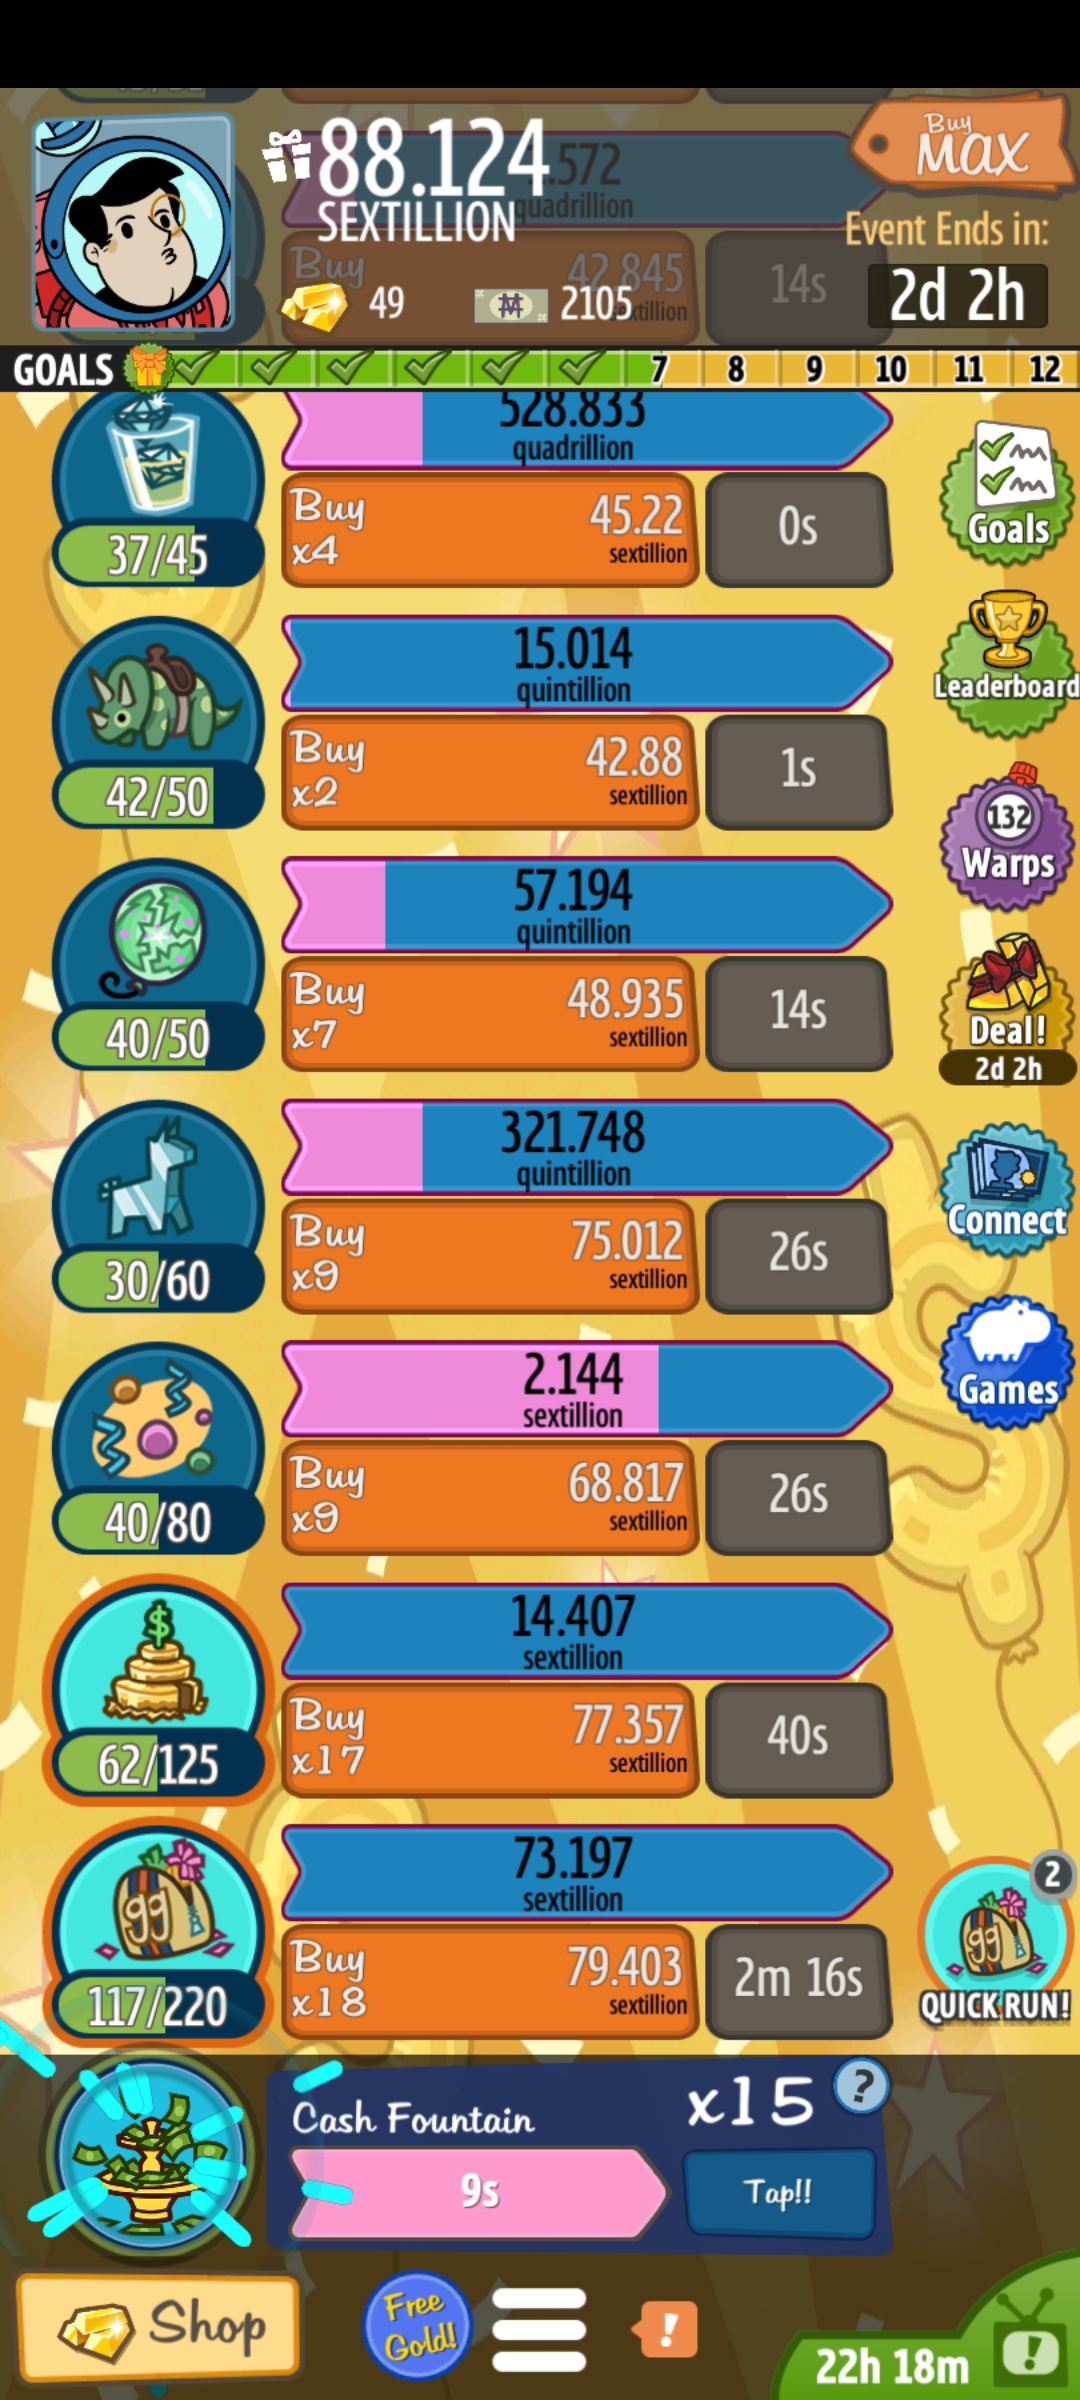 88.124
SEXTILLION
.572
quadrillion
Buy
MAX
Event Ends in:
2d 2h
Buy
42.845
14s
49
2105
GOALS
7
8
9
10
11
12
528.833
quadrillion
37/45
Buy
x4
45.22
sextillion
0s
Goals
15.014
quintillion
42/50
Buy
x2
42.88
sextillion
1s
Leaderboard
57.194
quintillion
40/50
Buy
x7
48.935
sextillion
14s
132
Warps
Deal!
2d 2h
321.748
quintillion
30/60
Buy
x9
75.012
sextillion
26s
Connect
Games
2.144
sextillion
40/80
Buy
x9
68.817
sextillion
26s
$
14.407
sextillion
62/125
Buy
x17
77.357
sextillion
40s
73.197
sextillion
gg
117/220
Buy
x18
79.403
sextillion
2m 16s
2
gg
QUICK RUN!
Cash Fountain
x15
?
9s
Tap!!
Shop
Free
Gold!
!
22h 18m
!